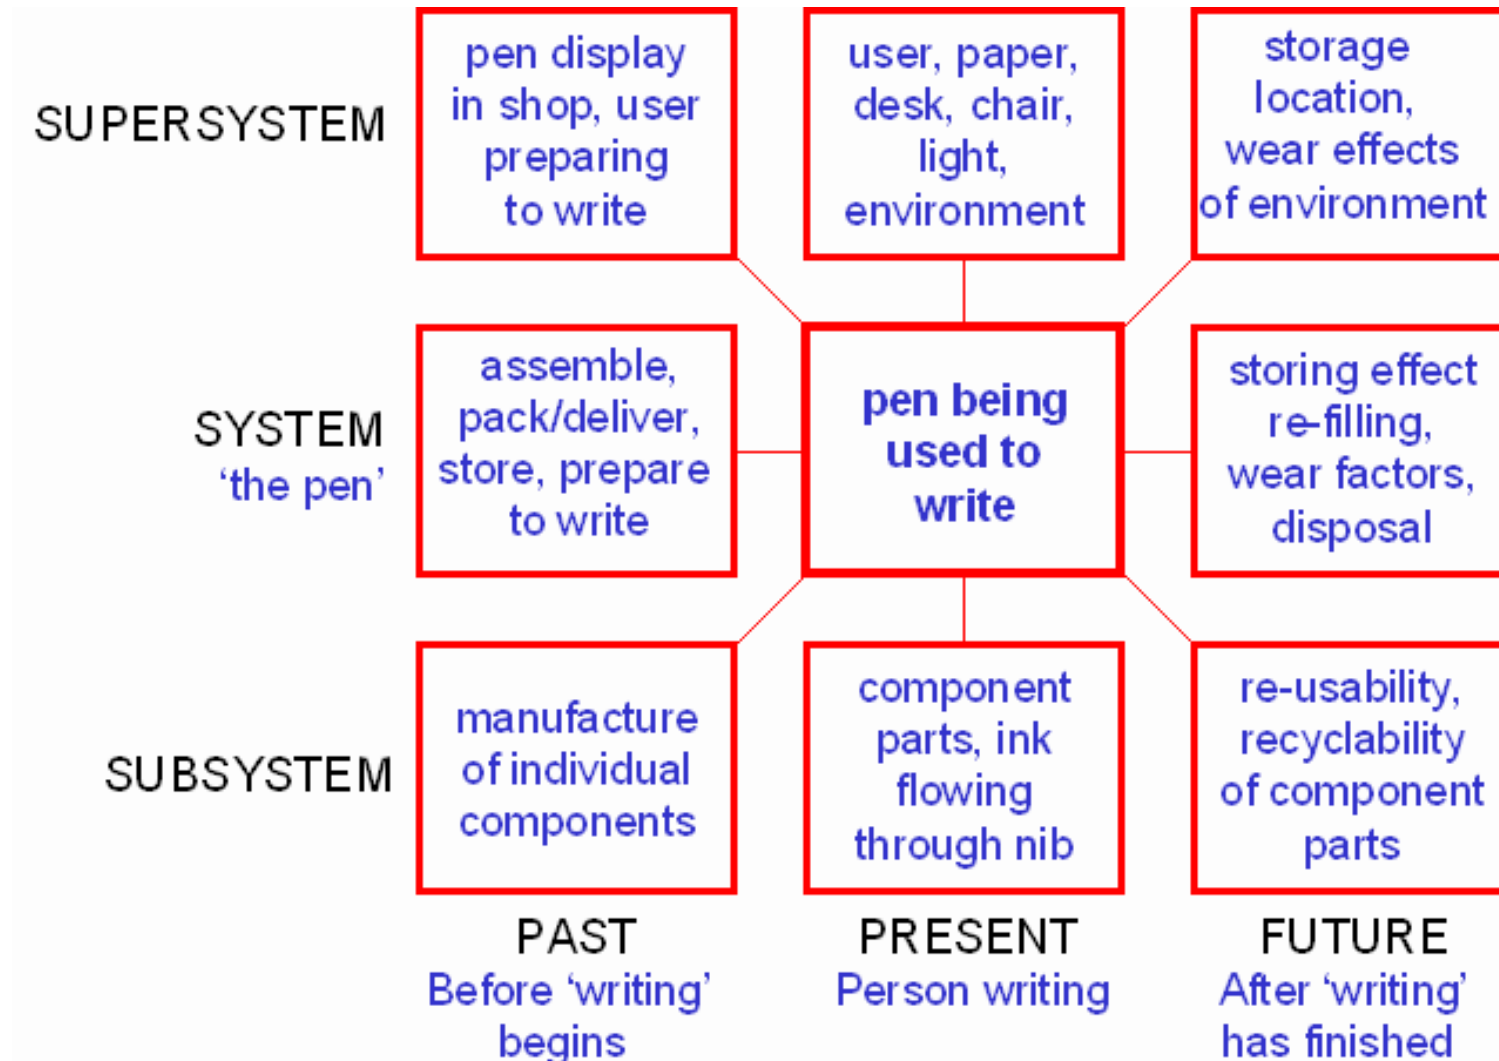 SUPERSYSTEM
pen display
in shop, user
preparing
to write
user, paper,
desk, chair,
light,
environment
storage
location,
wear effects
of environment
SYSTEM
‘the pen’
assemble,
pack/deliver,
store, prepare
to write
pen being
used to
write
storing effect
re-filling,
wear factors,
disposal
SUBSYSTEM
manufacture
of individual
components
component
parts, ink
flowing
through nib
re-usability,
recyclability
of component
parts
PAST
Before ‘writing’
begins
PRESENT
Person writing
FUTURE
After ‘writing’
has finished